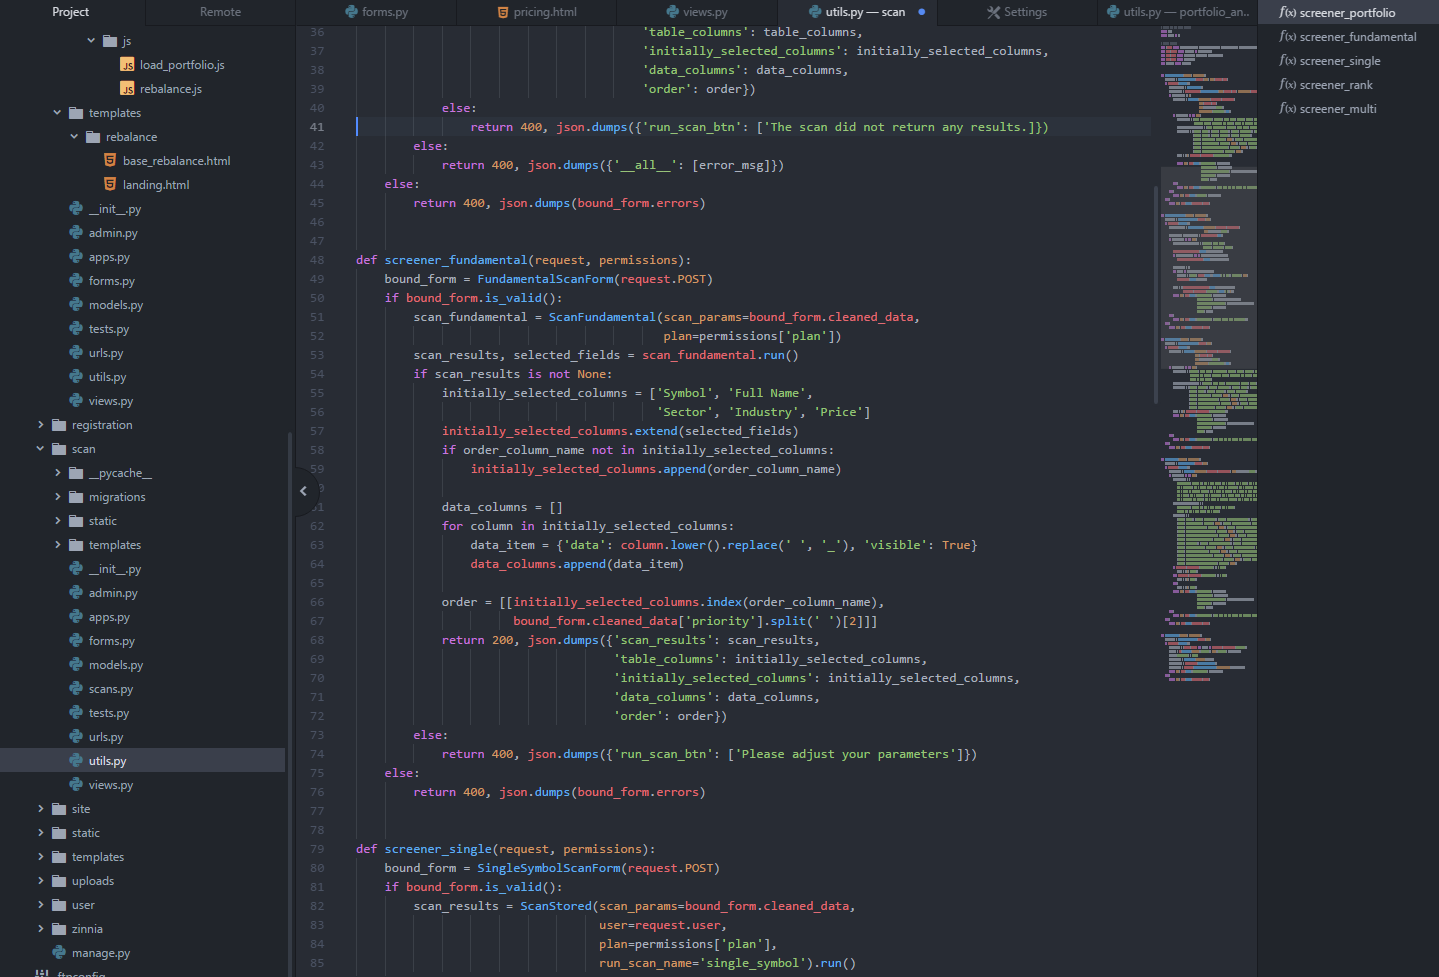 Project
Remote
forms.py
pricing.html
views.py
utils.py — scan
Settings
utils.py — portfolio_an…
js
load_portfolio.js
rebalance.js
templates
rebalance
base_rebalance.html
landing.html
__init__.py
admin.py
apps.py
forms.py
models.py
tests.py
urls.py
utils.py
views.py
registration
scan
__pycache__
migrations
static
templates
__init__.py
admin.py
apps.py
forms.py
models.py
scans.py
tests.py
urls.py
utils.py
views.py
site
static
templates
uploads
user
zinnia
manage.py
.ftpconfig
36 'table_columns': table_columns,
37 'initially_selected_columns': initially_selected_columns,
38 'data_columns': data_columns,
39 'order': order})
40 else:
41 return 400, json.dumps({'run_scan_btn': ['The scan did not return any results.]})
42 else:
43 return 400, json.dumps({'__all__': [error_msg]})
44 else:
45 return 400, json.dumps(bound_form.errors)
46
47
48 def screener_fundamental(request, permissions):
49 bound_form = FundamentalScanForm(request.POST)
50 if bound_form.is_valid():
51 scan_fundamental = ScanFundamental(scan_params=bound_form.cleaned_data,
52 plan=permissions['plan'])
53 scan_results, selected_fields = scan_fundamental.run()
54 if scan_results is not None:
55 initially_selected_columns = ['Symbol', 'Full Name',
56 'Sector', 'Industry', 'Price']
57 initially_selected_columns.extend(selected_fields)
58 if order_column_name not in initially_selected_columns:
59 initially_selected_columns.append(order_column_name)
0
1 data_columns = []
62 for column in initially_selected_columns:
63 data_item = {'data': column.lower().replace(' ', '_'), 'visible': True}
64 data_columns.append(data_item)
65
66 order = [[initially_selected_columns.index(order_column_name),
67 bound_form.cleaned_data['priority'].split(' ')[2]]]
68 return 200, json.dumps({'scan_results': scan_results,
69 'table_columns': initially_selected_columns,
70 'initially_selected_columns': initially_selected_columns,
71 'data_columns': data_columns,
72 'order': order})
73 else:
74 return 400, json.dumps({'run_scan_btn': ['Please adjust your parameters']})
75 else:
76 return 400, json.dumps(bound_form.errors)
77
78
79 def screener_single(request, permissions):
80 bound_form = SingleSymbolScanForm(request.POST)
81 if bound_form.is_valid():
82 scan_results = ScanStored(scan_params=bound_form.cleaned_data,
83 user=request.user,
84 plan=permissions['plan'],
85 run_scan_name='single_symbol').run()
f(x) screener_portfolio
f(x) screener_fundamental
f(x) screener_single
f(x) screener_rank
f(x) screener_multi